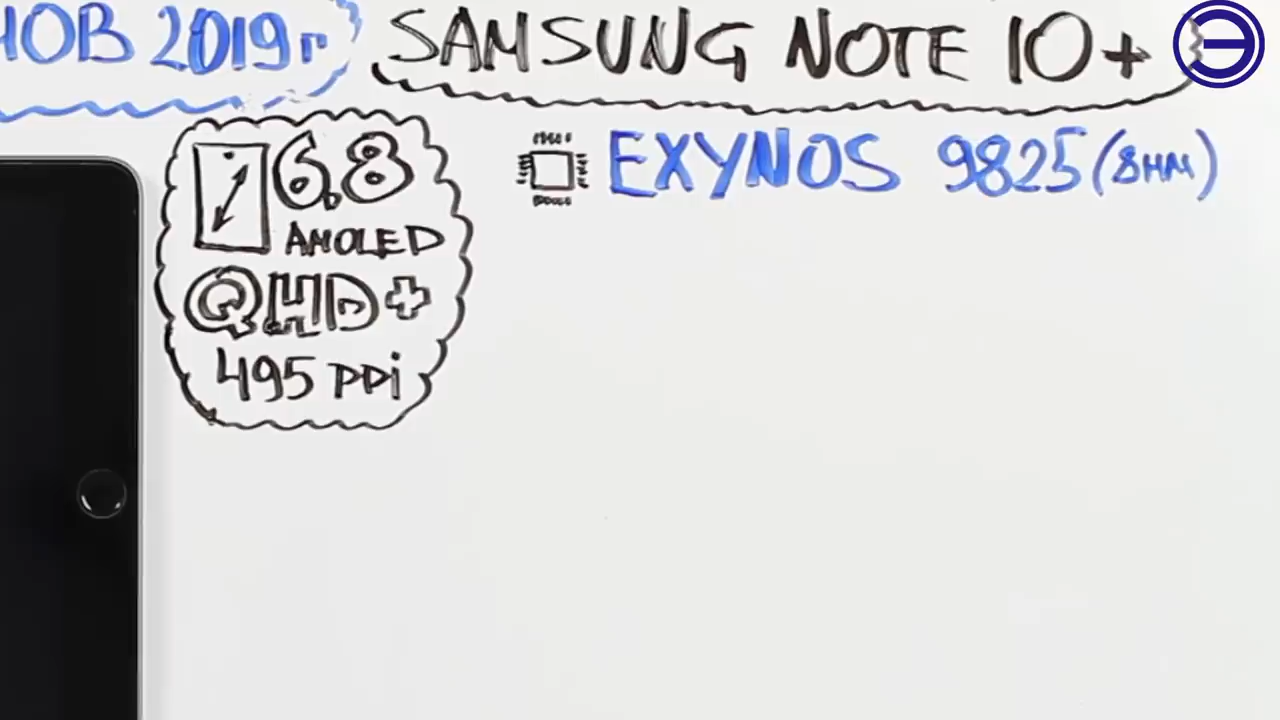 НОВ 2019г
SAMSUNG NOTE 10+
6.8
AMOLED
QHD+
495 ppi
EXYNOS 9825 (8нм)